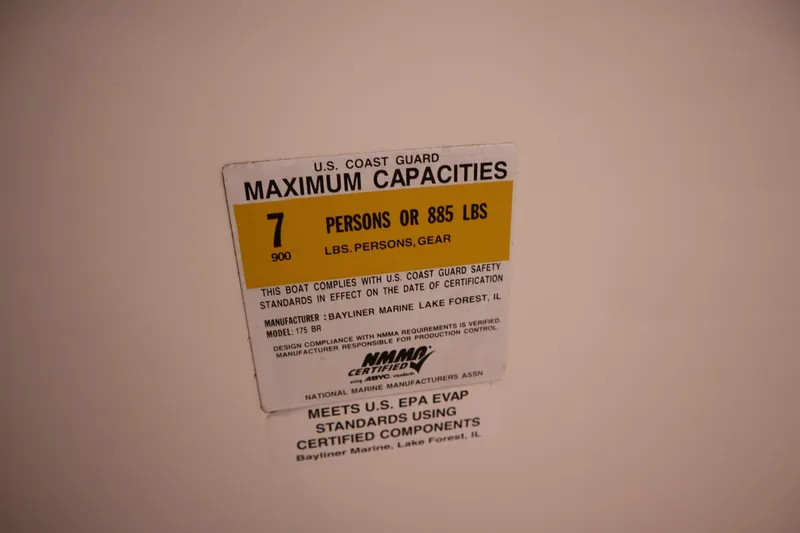 U.S. COAST GUARD
MAXIMUM CAPACITIES
7 PERSONS OR 885 LBS
900 LBS. PERSONS, GEAR
THIS BOAT COMPLIES WITH U.S. COAST GUARD SAFETY
STANDARDS IN EFFECT ON THE DATE OF CERTIFICATION
MANUFACTURER : BAYLINER MARINE LAKE FOREST, IL
MODEL: 175 BR
DESIGN COMPLIANCE WITH NMMA REQUIREMENTS IS VERIFIED.
MANUFACTURER RESPONSIBLE FOR PRODUCTION CONTROL.
NMMA
CERTIFIED
using ABYC standards
NATIONAL MARINE MANUFACTURERS ASSN
MEETS U.S. EPA EVAP
STANDARDS USING
CERTIFIED COMPONENTS
Bayliner Marine, Lake Forest, IL